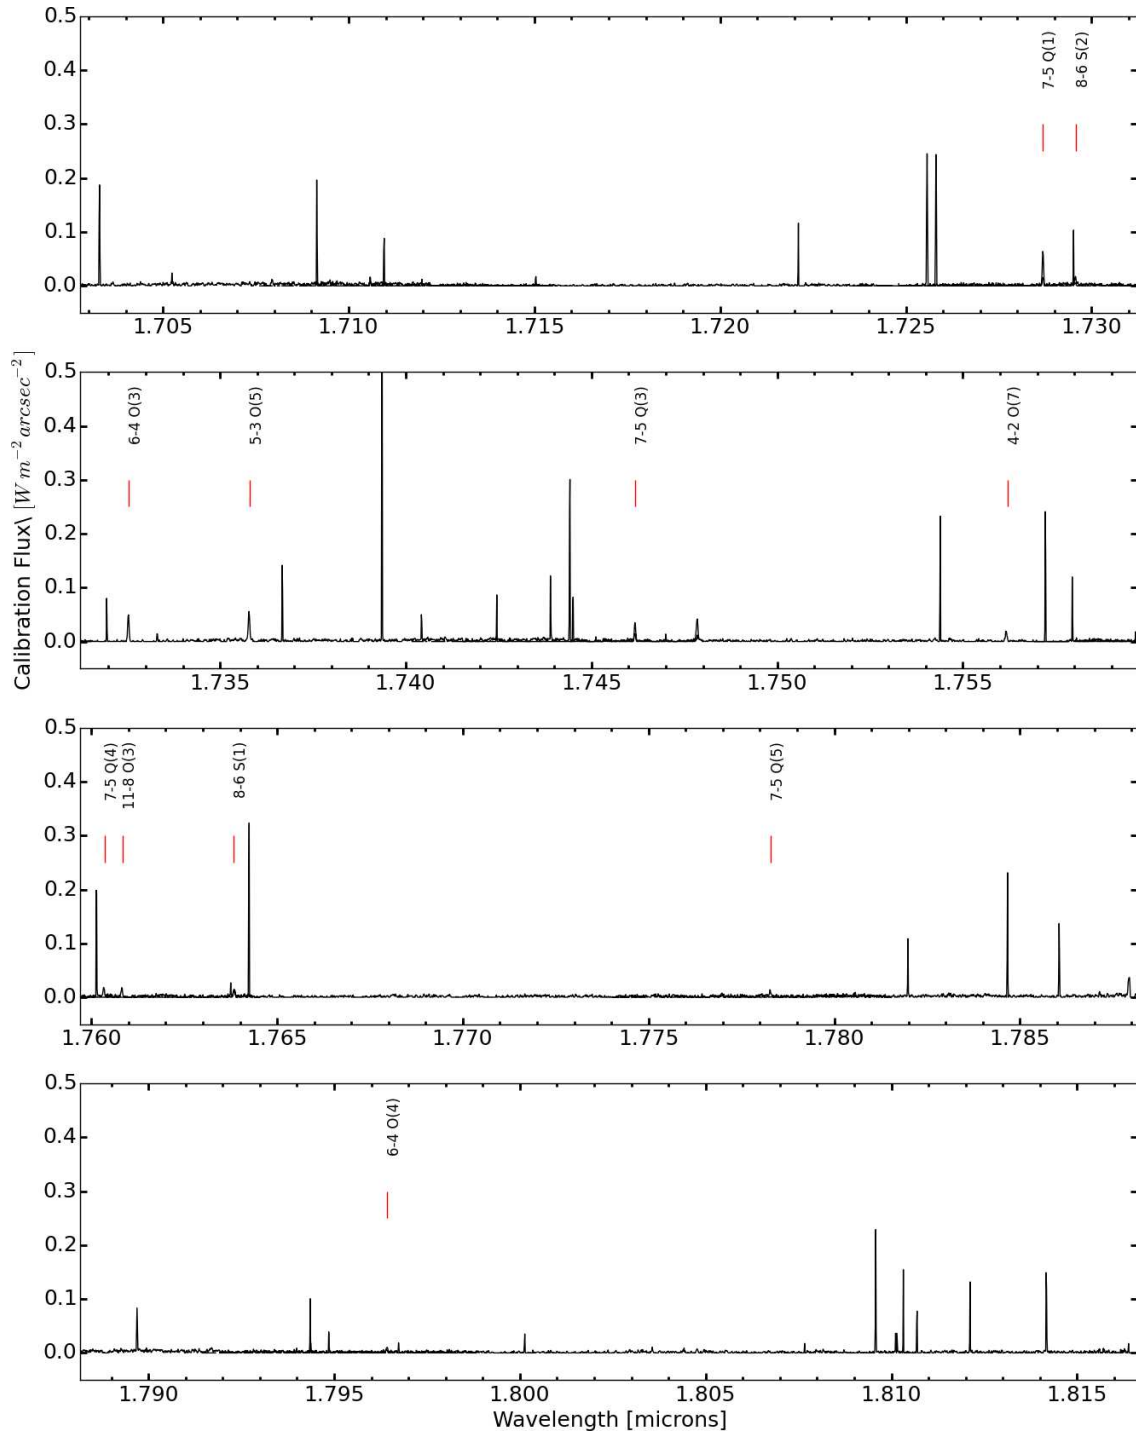 0.5
0.4
0.3
0.2
0.1
0.0
7-5 Q(1)
8-6 S(2)
1.705 1.710 1.715 1.720 1.725 1.730
Calibration Flux\ [W m⁻² arcsec⁻²]
0.5
0.4
0.3
0.2
0.1
0.0
6-4 O(3)
5-3 O(5)
7-5 Q(3)
4-2 O(7)
1.735 1.740 1.745 1.750 1.755
0.5
0.4
0.3
0.2
0.1
0.0
7-5 Q(4)
11-8 O(3)
8-6 S(1)
7-5 Q(5)
1.760 1.765 1.770 1.775 1.780 1.785
0.5
0.4
0.3
0.2
0.1
0.0
6-4 O(4)
1.790 1.795 1.800 1.805 1.810 1.815
Wavelength [microns]